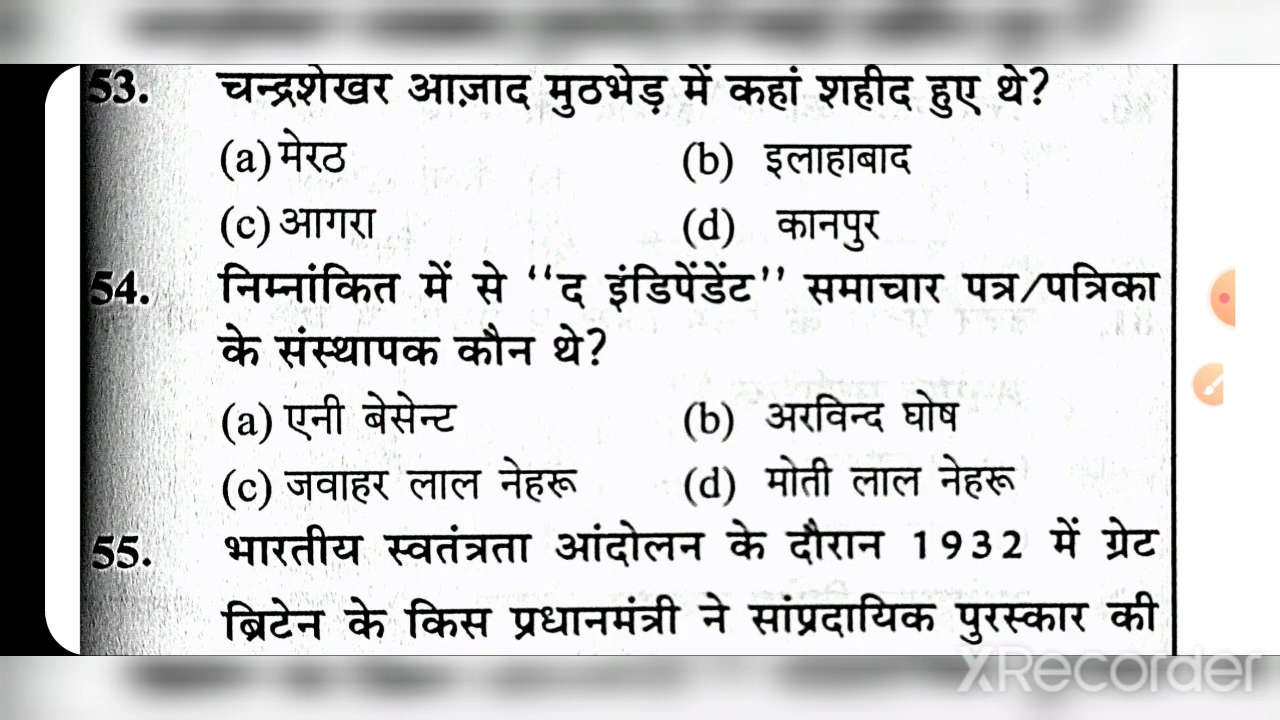 53. चन्द्रशेखर आज़ाद मुठभेड़ में कहां शहीद हुए थे?
(a) मेरठ (b) इलाहाबाद
(c) आगरा (d) कानपुर
54. निम्नांकित में से ‘‘द इंडिपेंडेंट’’ समाचार पत्र/पत्रिका
के संस्थापक कौन थे?
(a) एनी बेसेन्ट (b) अरविन्द घोष
(c) जवाहर लाल नेहरू (d) मोती लाल नेहरू
55. भारतीय स्वतंत्रता आंदोलन के दौरान 1932 में ग्रेट
ब्रिटेन के किस प्रधानमंत्री ने सांप्रदायिक पुरस्कार की
XRecorder